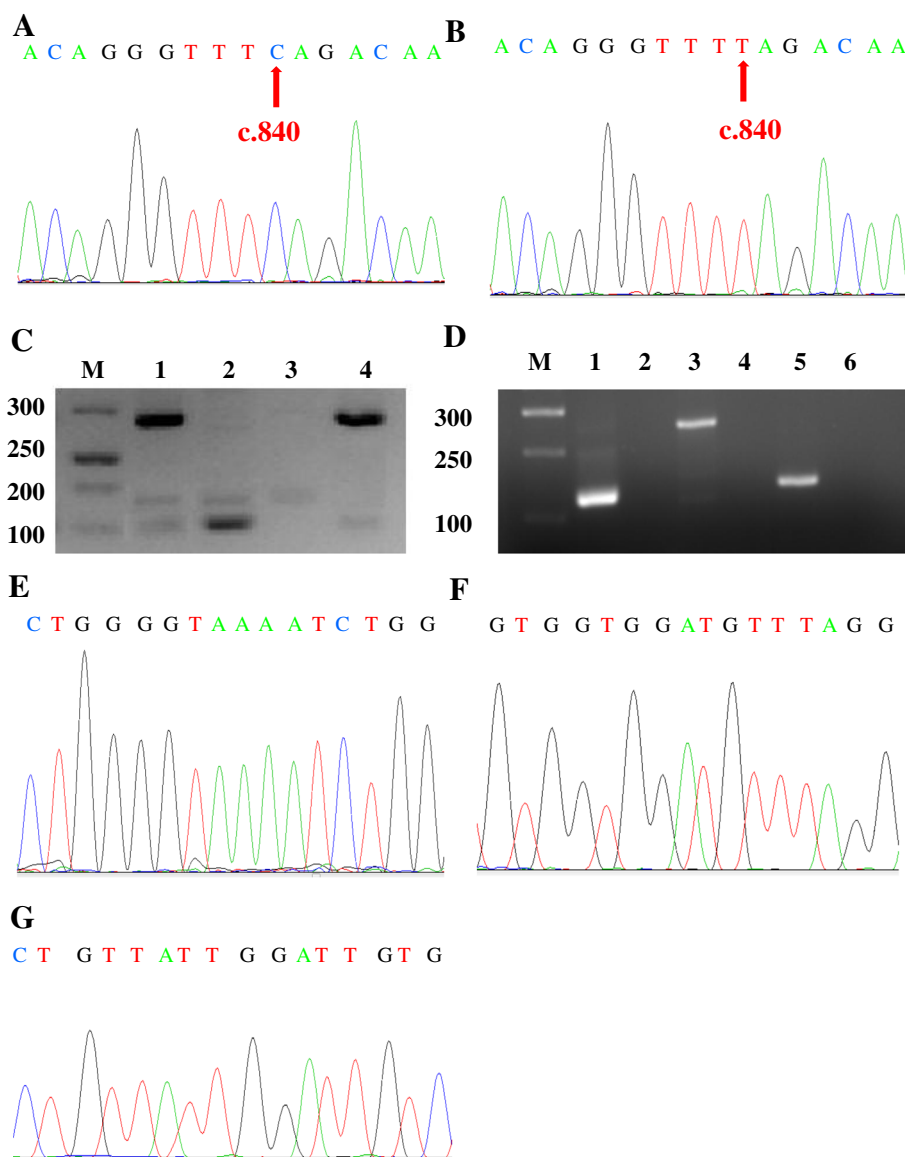 A
A C A G G G T T T C A G A C A A
c.840
B
A C A G G G T T T T A G A C A A
c.840
C
M 1 2 3 4
300
250
200
100
D
M 1 2 3 4 5 6
300
250
100
E
C T G G G G T A A A A T C T G G
F
G T G G T G G A T G T T T A G G
G
C T G T T A T T G G A T T G T G